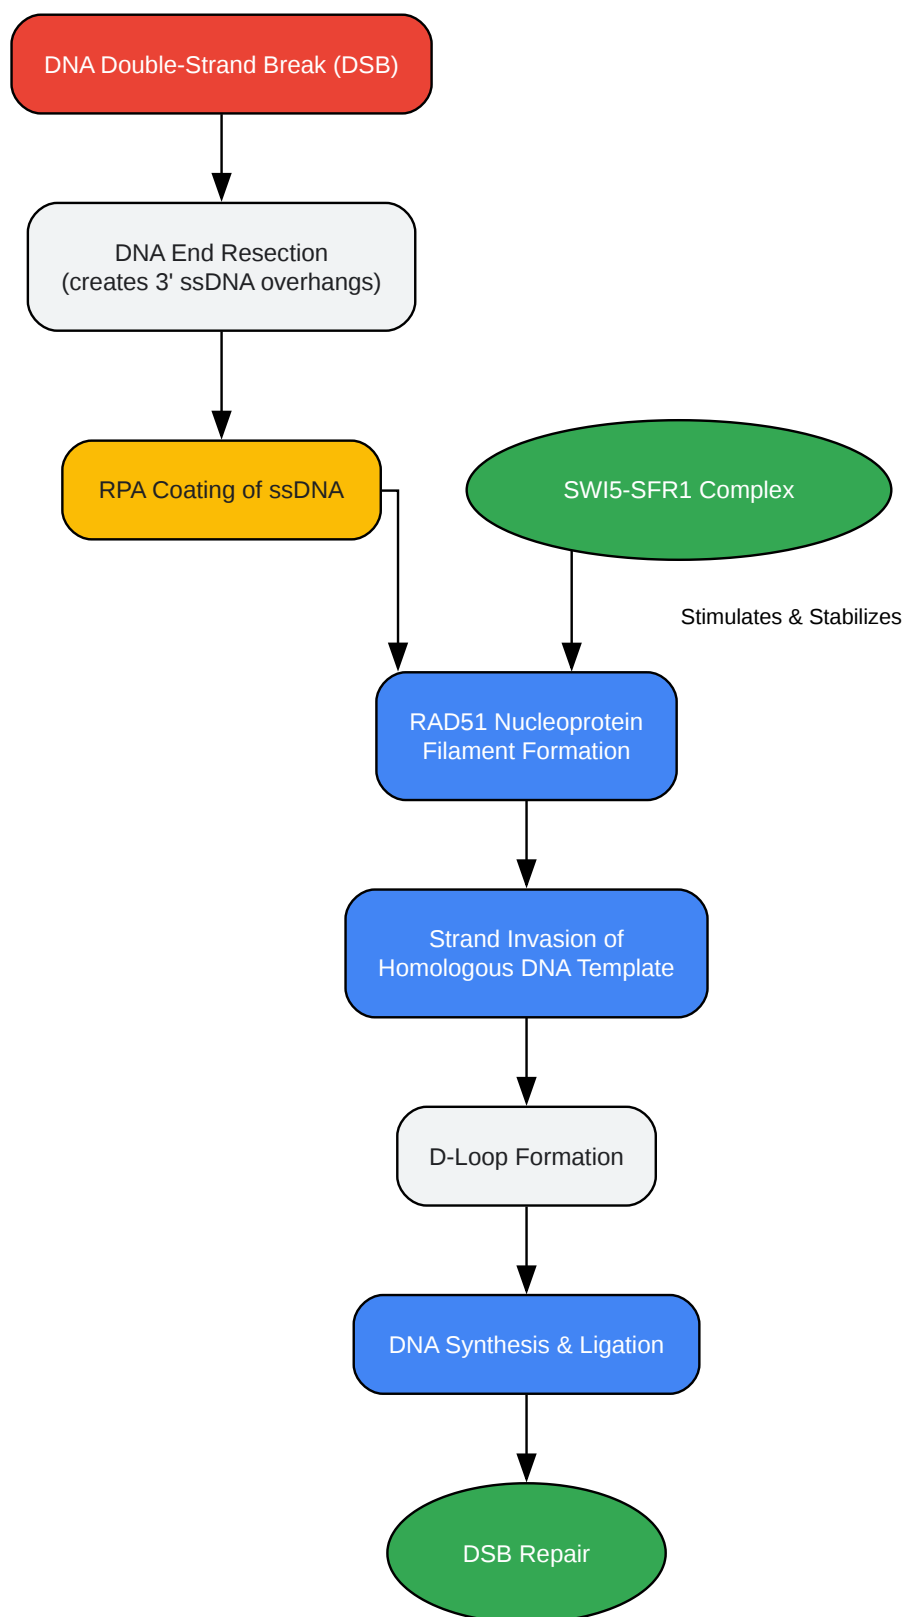 DNA Double-Strand Break (DSB)
DNA End Resection
(creates 3' ssDNA overhangs)
RPA Coating of ssDNA
SWI5-SFR1 Complex
Stimulates & Stabilizes
RAD51 Nucleoprotein
Filament Formation
Strand Invasion of
Homologous DNA Template
D-Loop Formation
DNA Synthesis & Ligation
DSB Repair